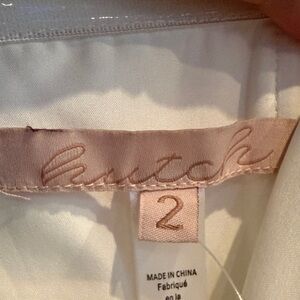 hutch
2
MADE IN CHINA
Fabriqué
en la